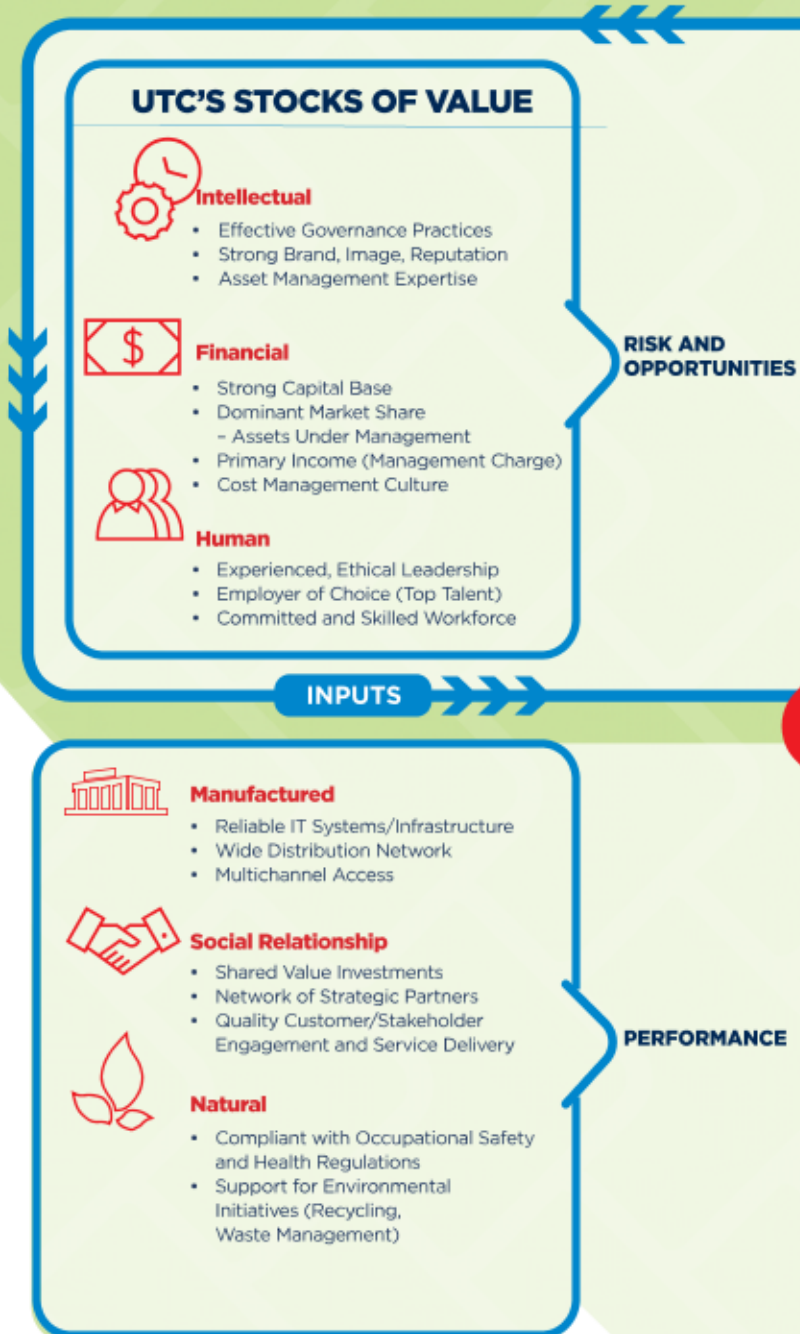 UTC'S STOCKS OF VALUE
Intellectual
• Effective Governance Practices
• Strong Brand, Image, Reputation
• Asset Management Expertise
$
Financial
• Strong Capital Base
• Dominant Market Share
– Assets Under Management
• Primary Income (Management Charge)
• Cost Management Culture
Human
• Experienced, Ethical Leadership
• Employer of Choice (Top Talent)
• Committed and Skilled Workforce
RISK AND
OPPORTUNITIES
INPUTS
Manufactured
• Reliable IT Systems/Infrastructure
• Wide Distribution Network
• Multichannel Access
Social Relationship
• Shared Value Investments
• Network of Strategic Partners
• Quality Customer/Stakeholder
Engagement and Service Delivery
Natural
• Compliant with Occupational Safety
and Health Regulations
• Support for Environmental
Initiatives (Recycling,
Waste Management)
PERFORMANCE